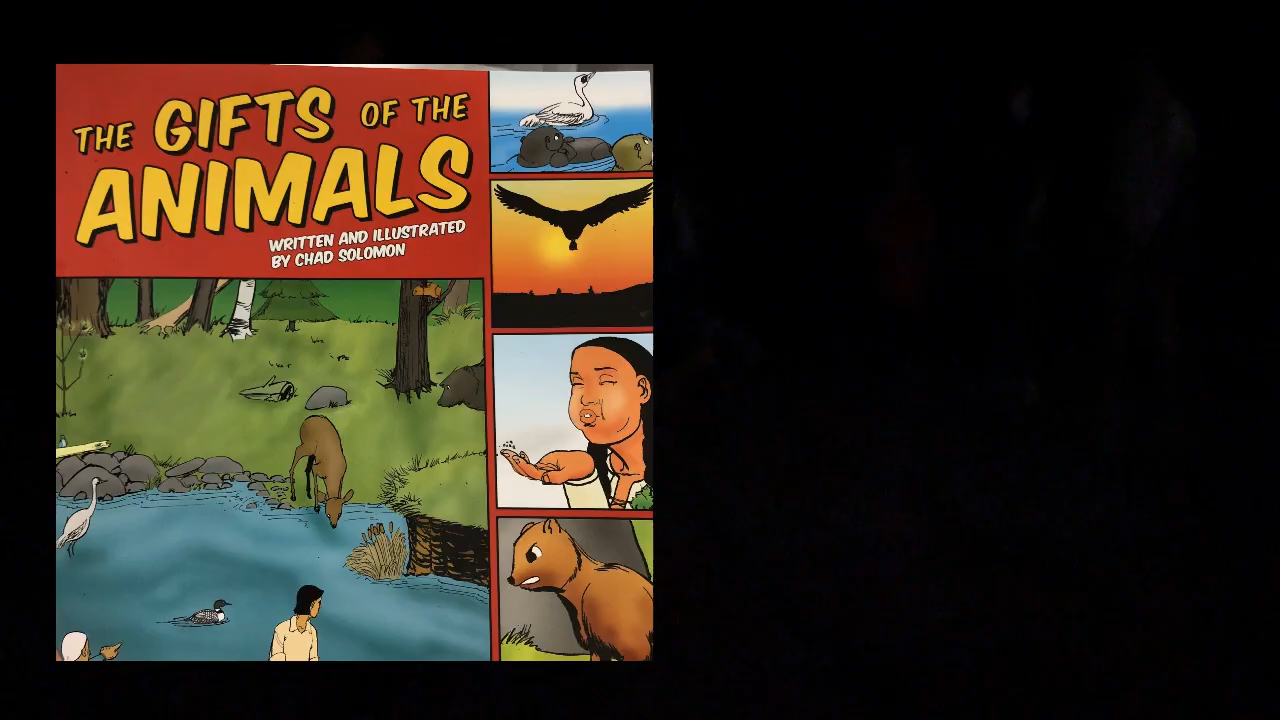 THE GIFTS OF THE
ANIMALS
WRITTEN AND ILLUSTRATED
BY CHAD SOLOMON